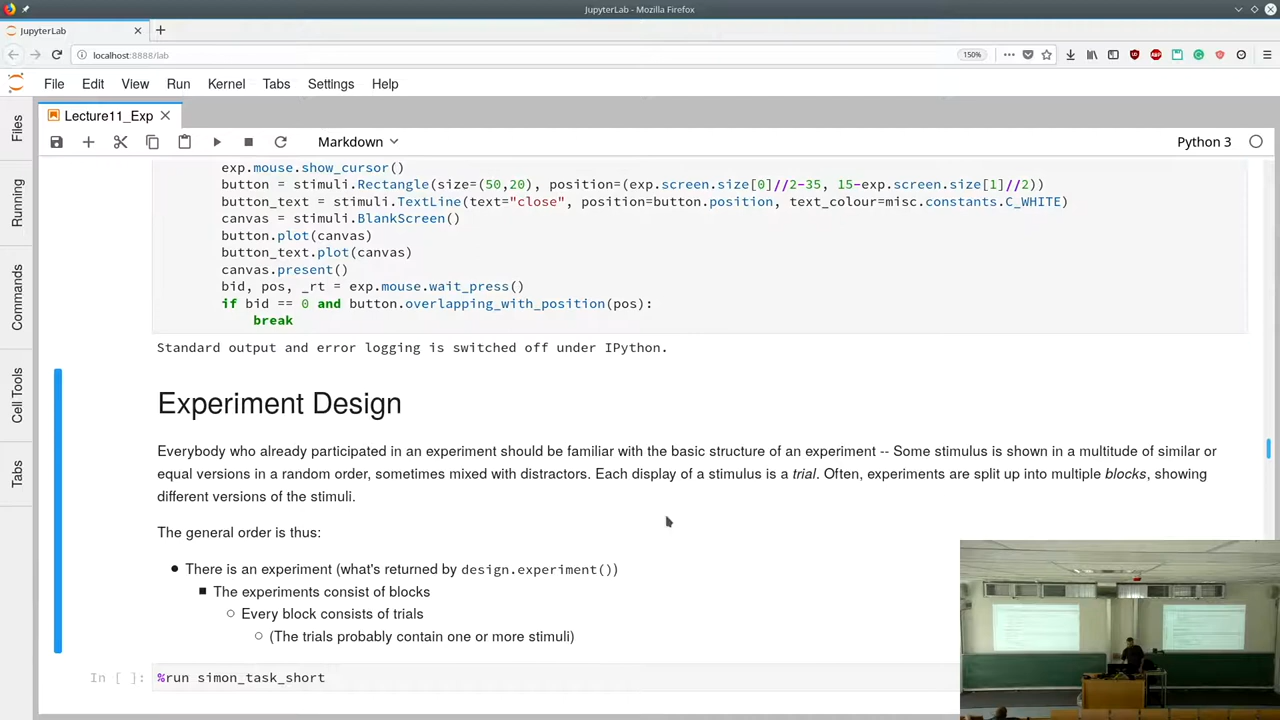 JupyterLab - Mozilla Firefox
JupyterLab
localhost:8888/lab
150%
File Edit View Run Kernel Tabs Settings Help
Lecture11_Exp
Markdown
Python 3
Files
Running
Commands
Cell Tools
Tabs
exp.mouse.show_cursor()
button = stimuli.Rectangle(size=(50,20), position=(exp.screen.size[0]//2-35, 15-exp.screen.size[1]//2))
button_text = stimuli.TextLine(text="close", position=button.position, text_colour=misc.constants.C_WHITE)
canvas = stimuli.BlankScreen()
button.plot(canvas)
button_text.plot(canvas)
canvas.present()
bid, pos, _rt = exp.mouse.wait_press()
if bid == 0 and button.overlapping_with_position(pos):
break
Standard output and error logging is switched off under IPython.
Experiment Design
Everybody who already participated in an experiment should be familiar with the basic structure of an experiment -- Some stimulus is shown in a multitude of similar or
equal versions in a random order, sometimes mixed with distractors. Each display of a stimulus is a trial. Often, experiments are split up into multiple blocks, showing
different versions of the stimuli.
The general order is thus:
There is an experiment (what's returned by design.experiment())
The experiments consist of blocks
Every block consists of trials
(The trials probably contain one or more stimuli)
In [ ]: %run simon_task_short